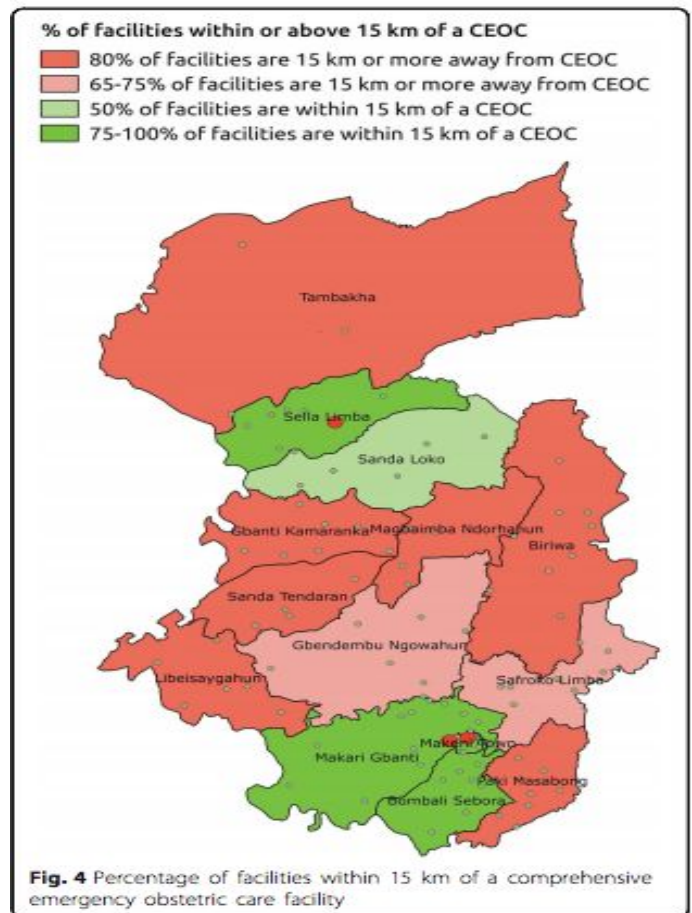 % of facilities within or above 15 km of a CEOC
80% of facilities are 15 km or more away from CEOC
65-75% of facilities are 15 km or more away from CEOC
50% of facilities are within 15 km of a CEOC
75-100% of facilities are within 15 km of a CEOC
Tambakha
Sella Limba
Sanda Loko
Gbanti Kamaranka
Magbaimba Ndorhahun
Biriwa
Sanda Tendaran
Gbendembu Ngowahun
Libeisaygahun
Safroko Limba
Makeni Town
Makari Gbanti
Paki Masabong
Bombali Sebora
Fig. 4 Percentage of facilities within 15 km of a comprehensive
emergency obstetric care facility